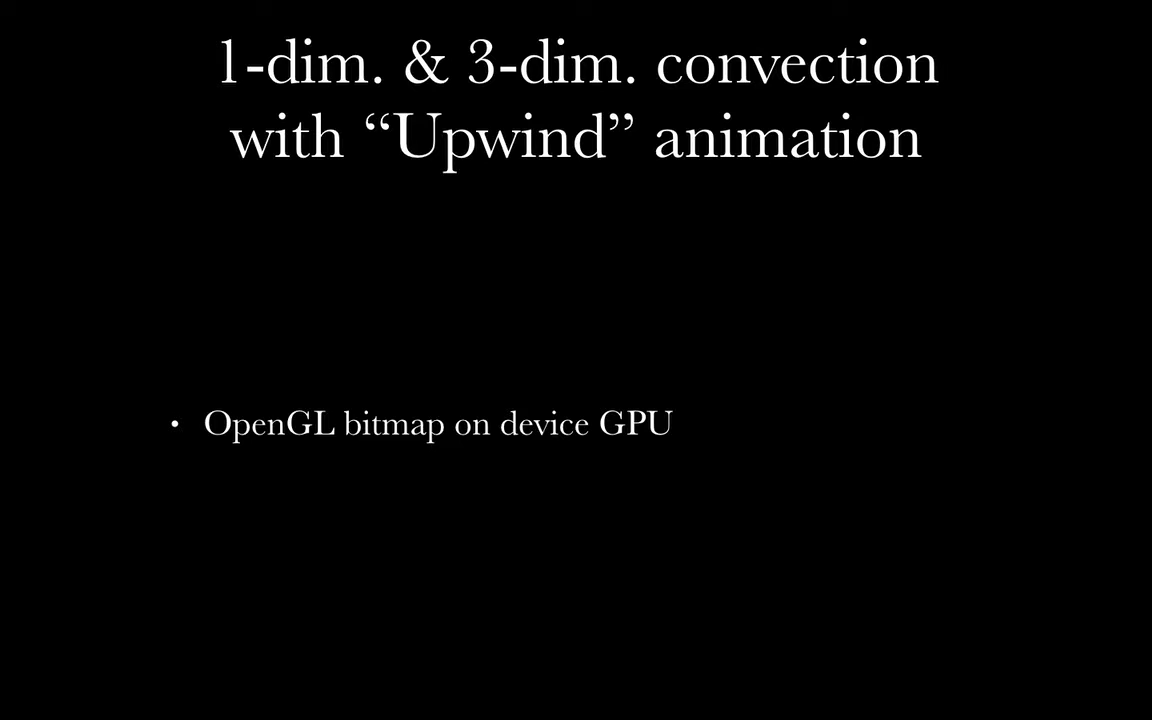 1-dim. & 3-dim. convection
with “Upwind” animation
• OpenGL bitmap on device GPU